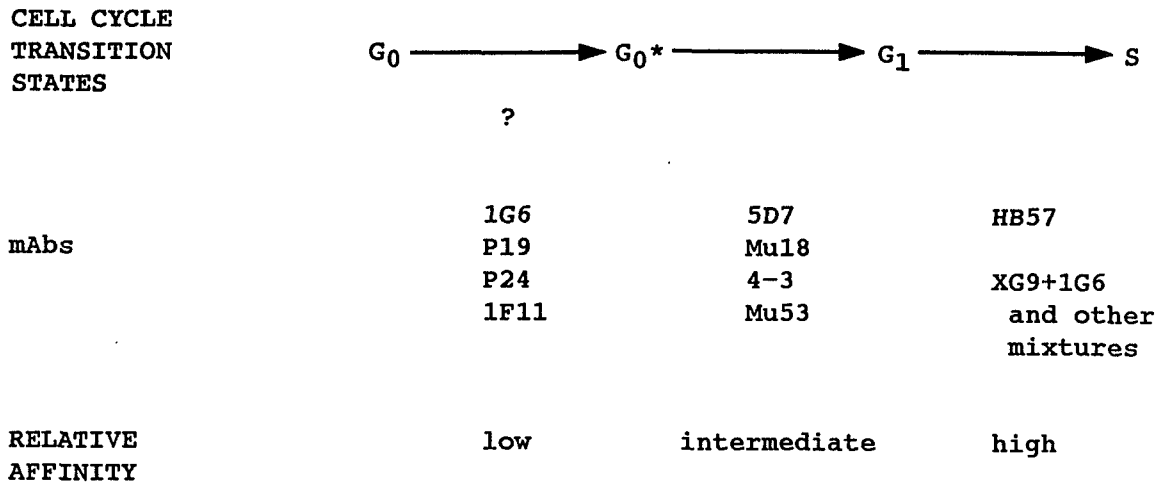 CELL CYCLE
TRANSITION
STATES
G0 G0* G1 S
?
mAbs
1G6 5D7 HB57
P19 Mu18
P24 4-3 XG9+1G6
1F11 Mu53 and other
mixtures
RELATIVE
AFFINITY
low intermediate high